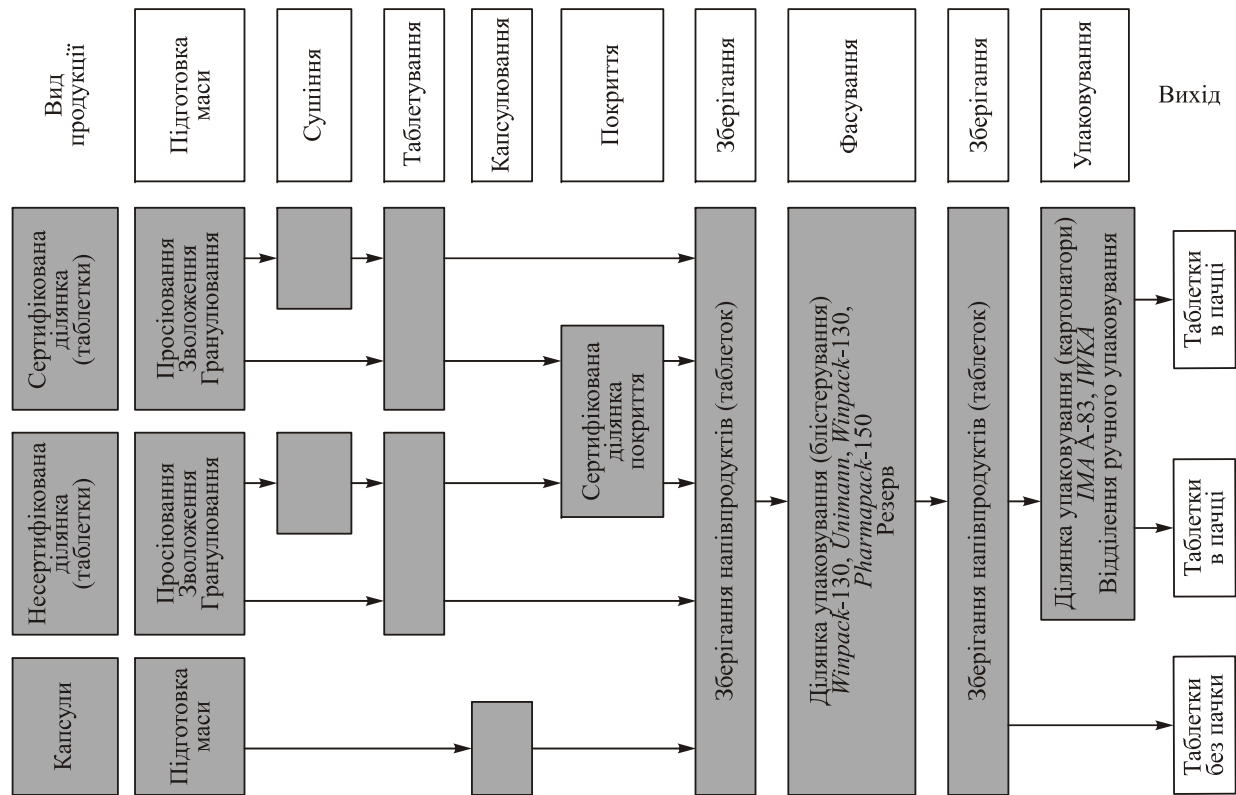 Вид
продукції
Підготовка
маси
Сушіння
Таблетування
Капсулювання
Покриття
Зберігання
Фасування
Зберігання
Упаковування
Вихід
Сертифікована
ділянка
(таблетки)
Просіювання
Зволоження
Гранулювання
Несертифікована
ділянка
(таблетки)
Просіювання
Зволоження
Гранулювання
Капсули
Підготовка
маси
Сертифікована
ділянка
покриття
Зберігання напівпродуктів (таблеток)
Ділянка упаковування (блістерування)
Winpack-130, Unimann, Winpack-130,
Pharmapack-150
Резерв
Зберігання напівпродуктів (таблеток)
Ділянка упаковування (картонатори)
IMA A-83, IWKA
Відділення ручного упаковування
Таблетки
в пачці
Таблетки
в пачці
Таблетки
без пачки